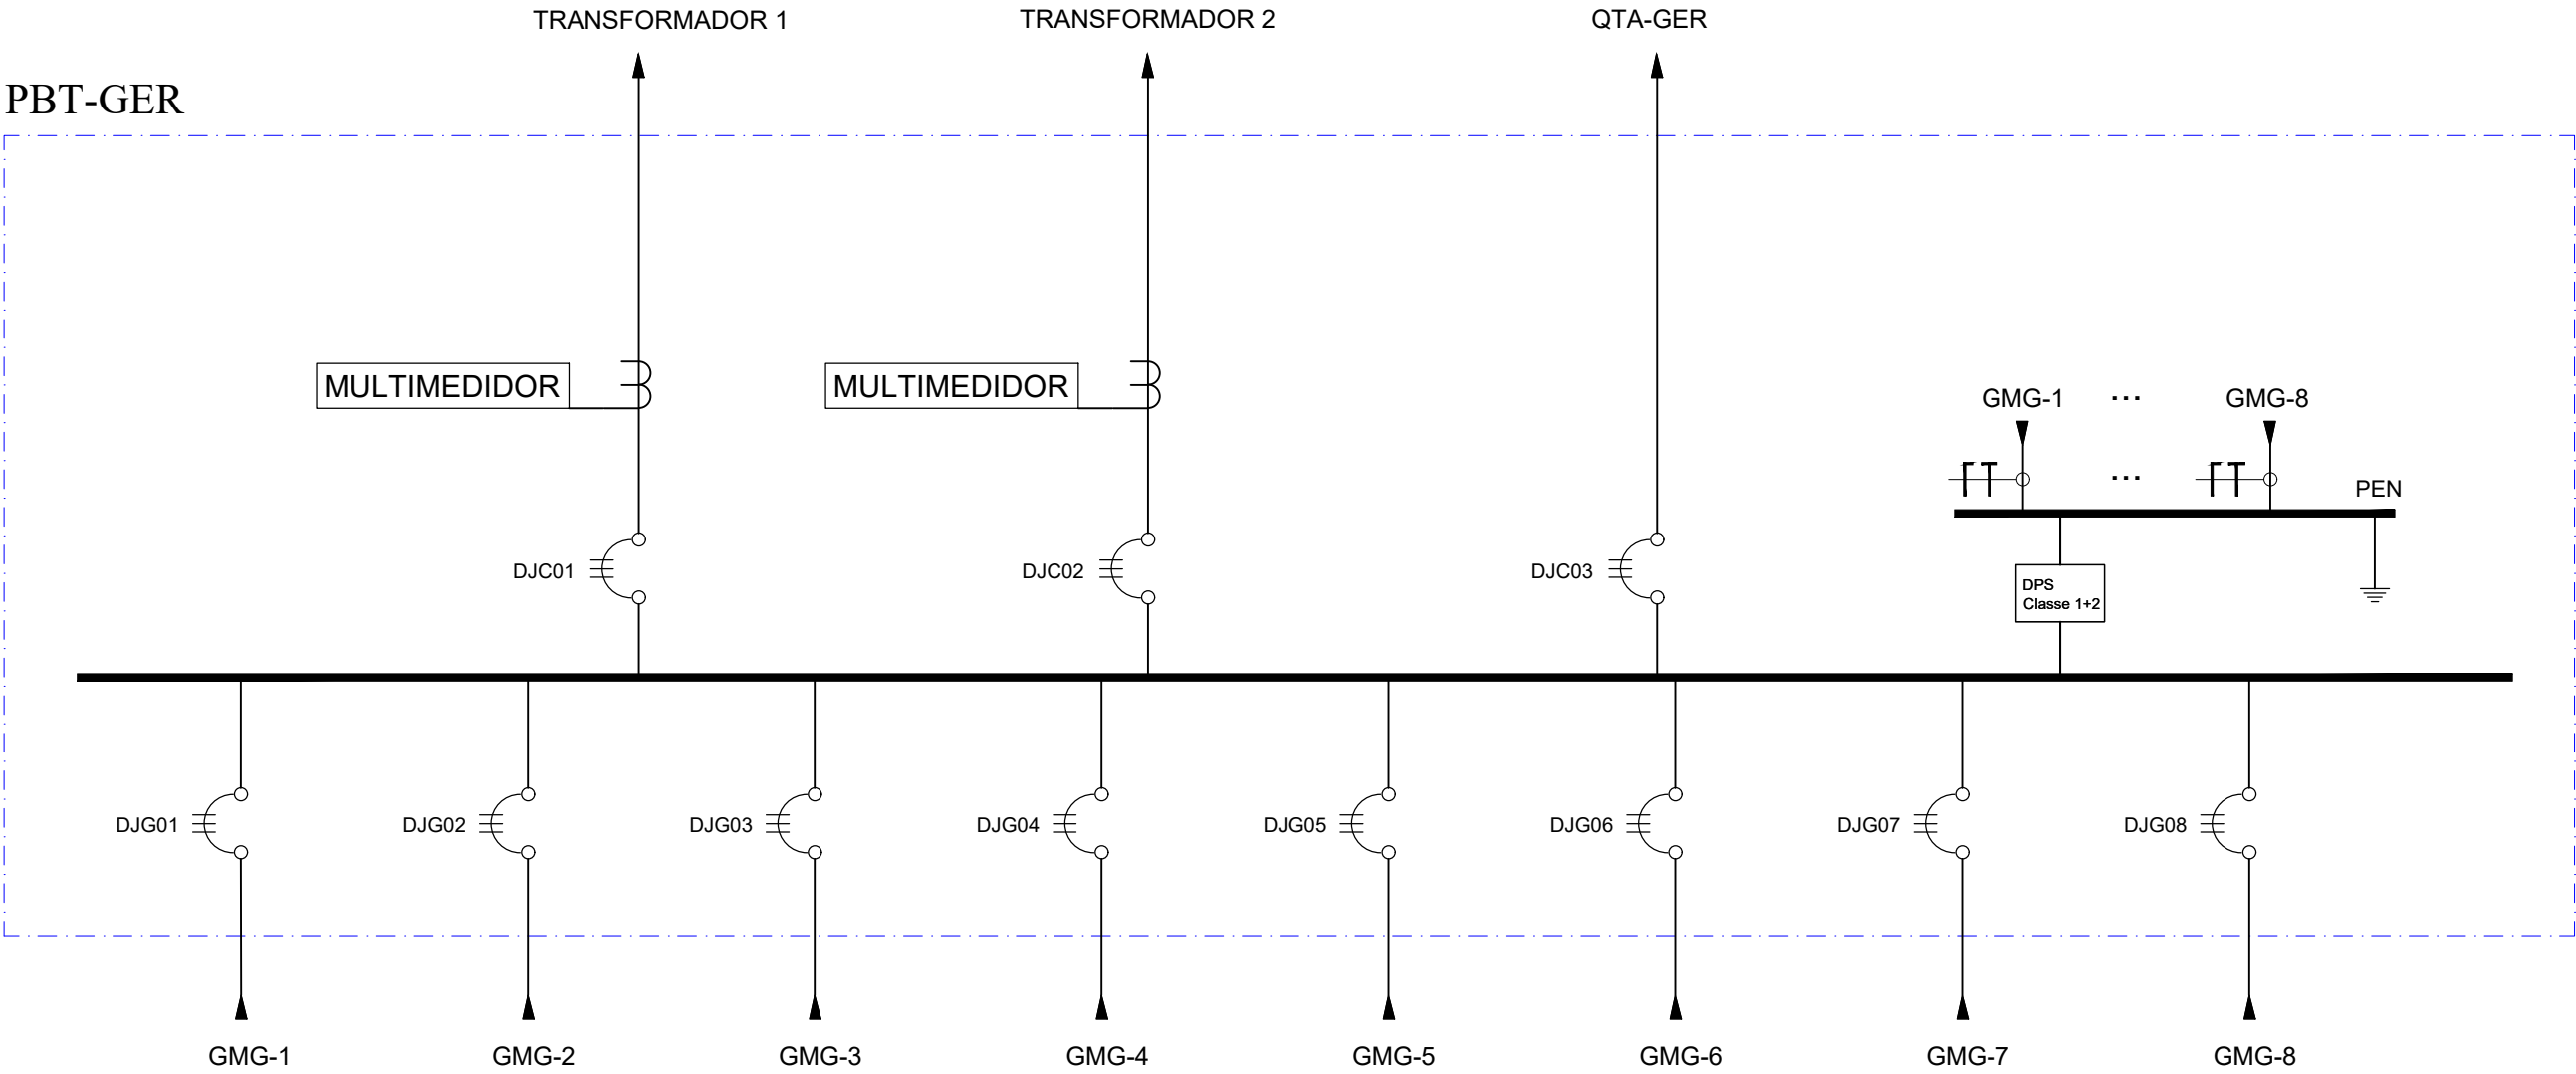 TRANSFORMADOR 1
TRANSFORMADOR 2
QTA-GER
PBT-GER
MULTIMEDIDOR
MULTIMEDIDOR
GMG-1
...
GMG-8
...
PEN
DJC01
DJC02
DJC03
DPS
Classe 1+2
DJG01
DJG02
DJG03
DJG04
DJG05
DJG06
DJG07
DJG08
GMG-1
GMG-2
GMG-3
GMG-4
GMG-5
GMG-6
GMG-7
GMG-8